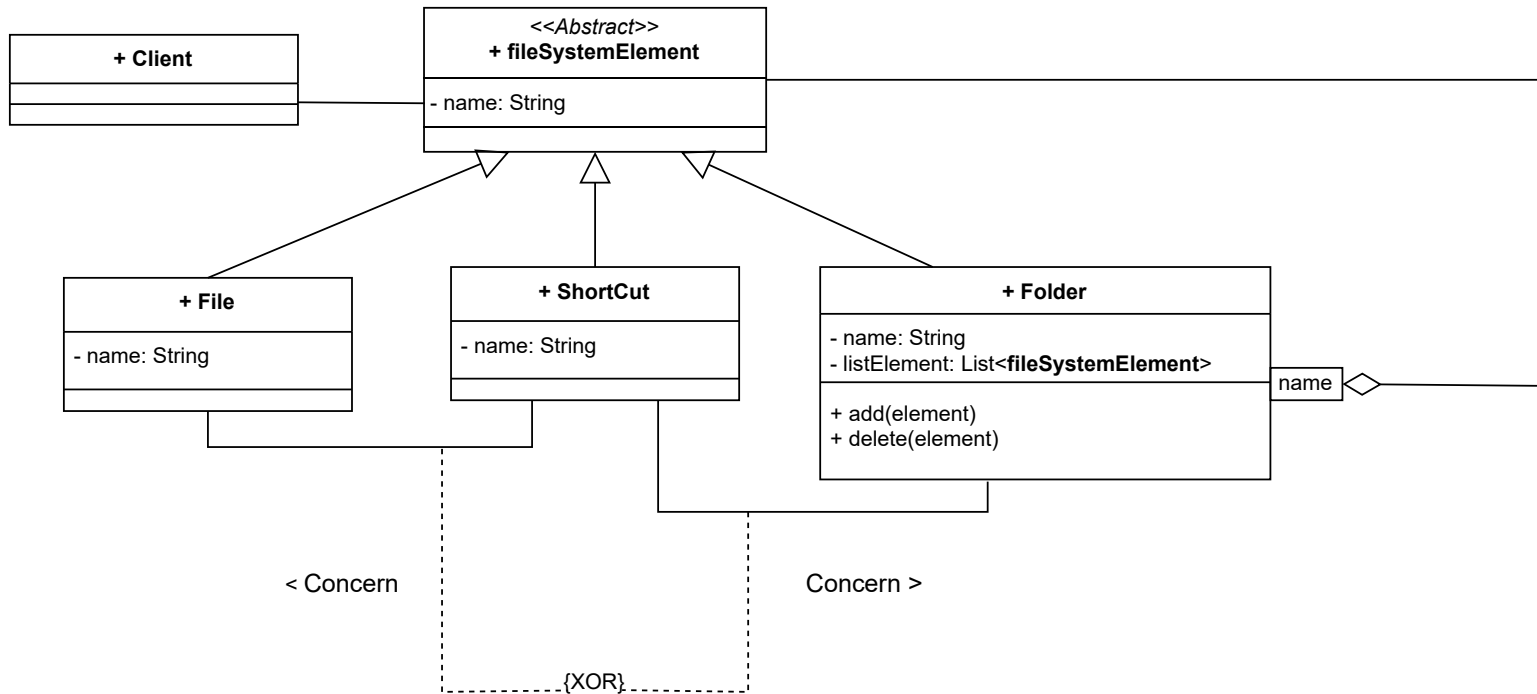 <<Abstract>>
+ fileSystemElement
- name: String
+ Client
+ File
- name: String
+ ShortCut
- name: String
+ Folder
- name: String
- listElement: List<fileSystemElement>
+ add(element)
+ delete(element)
name
< Concern
Concern >
{XOR}